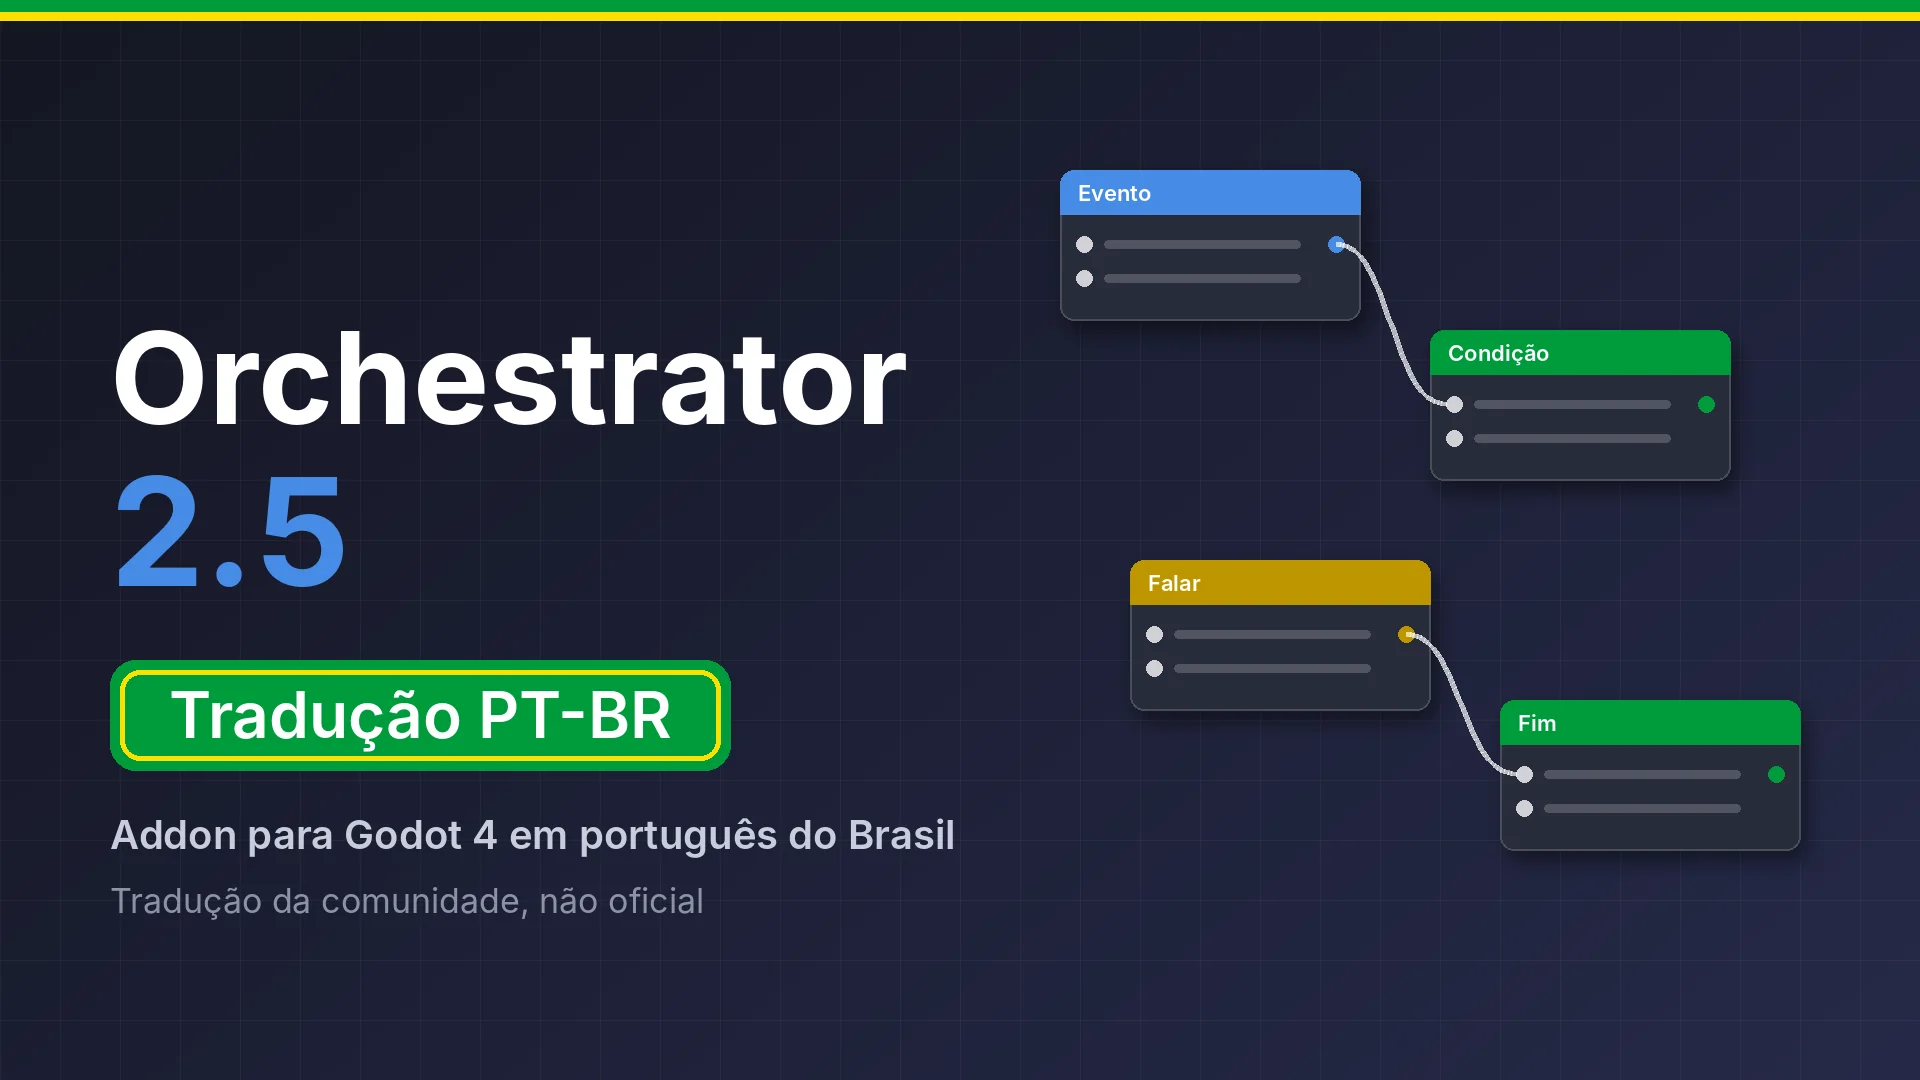 Orchestrator
2.5
Tradução PT-BR
Addon para Godot 4 em português do Brasil
Tradução da comunidade, não oficial
Evento
Condição
Falar
Fim